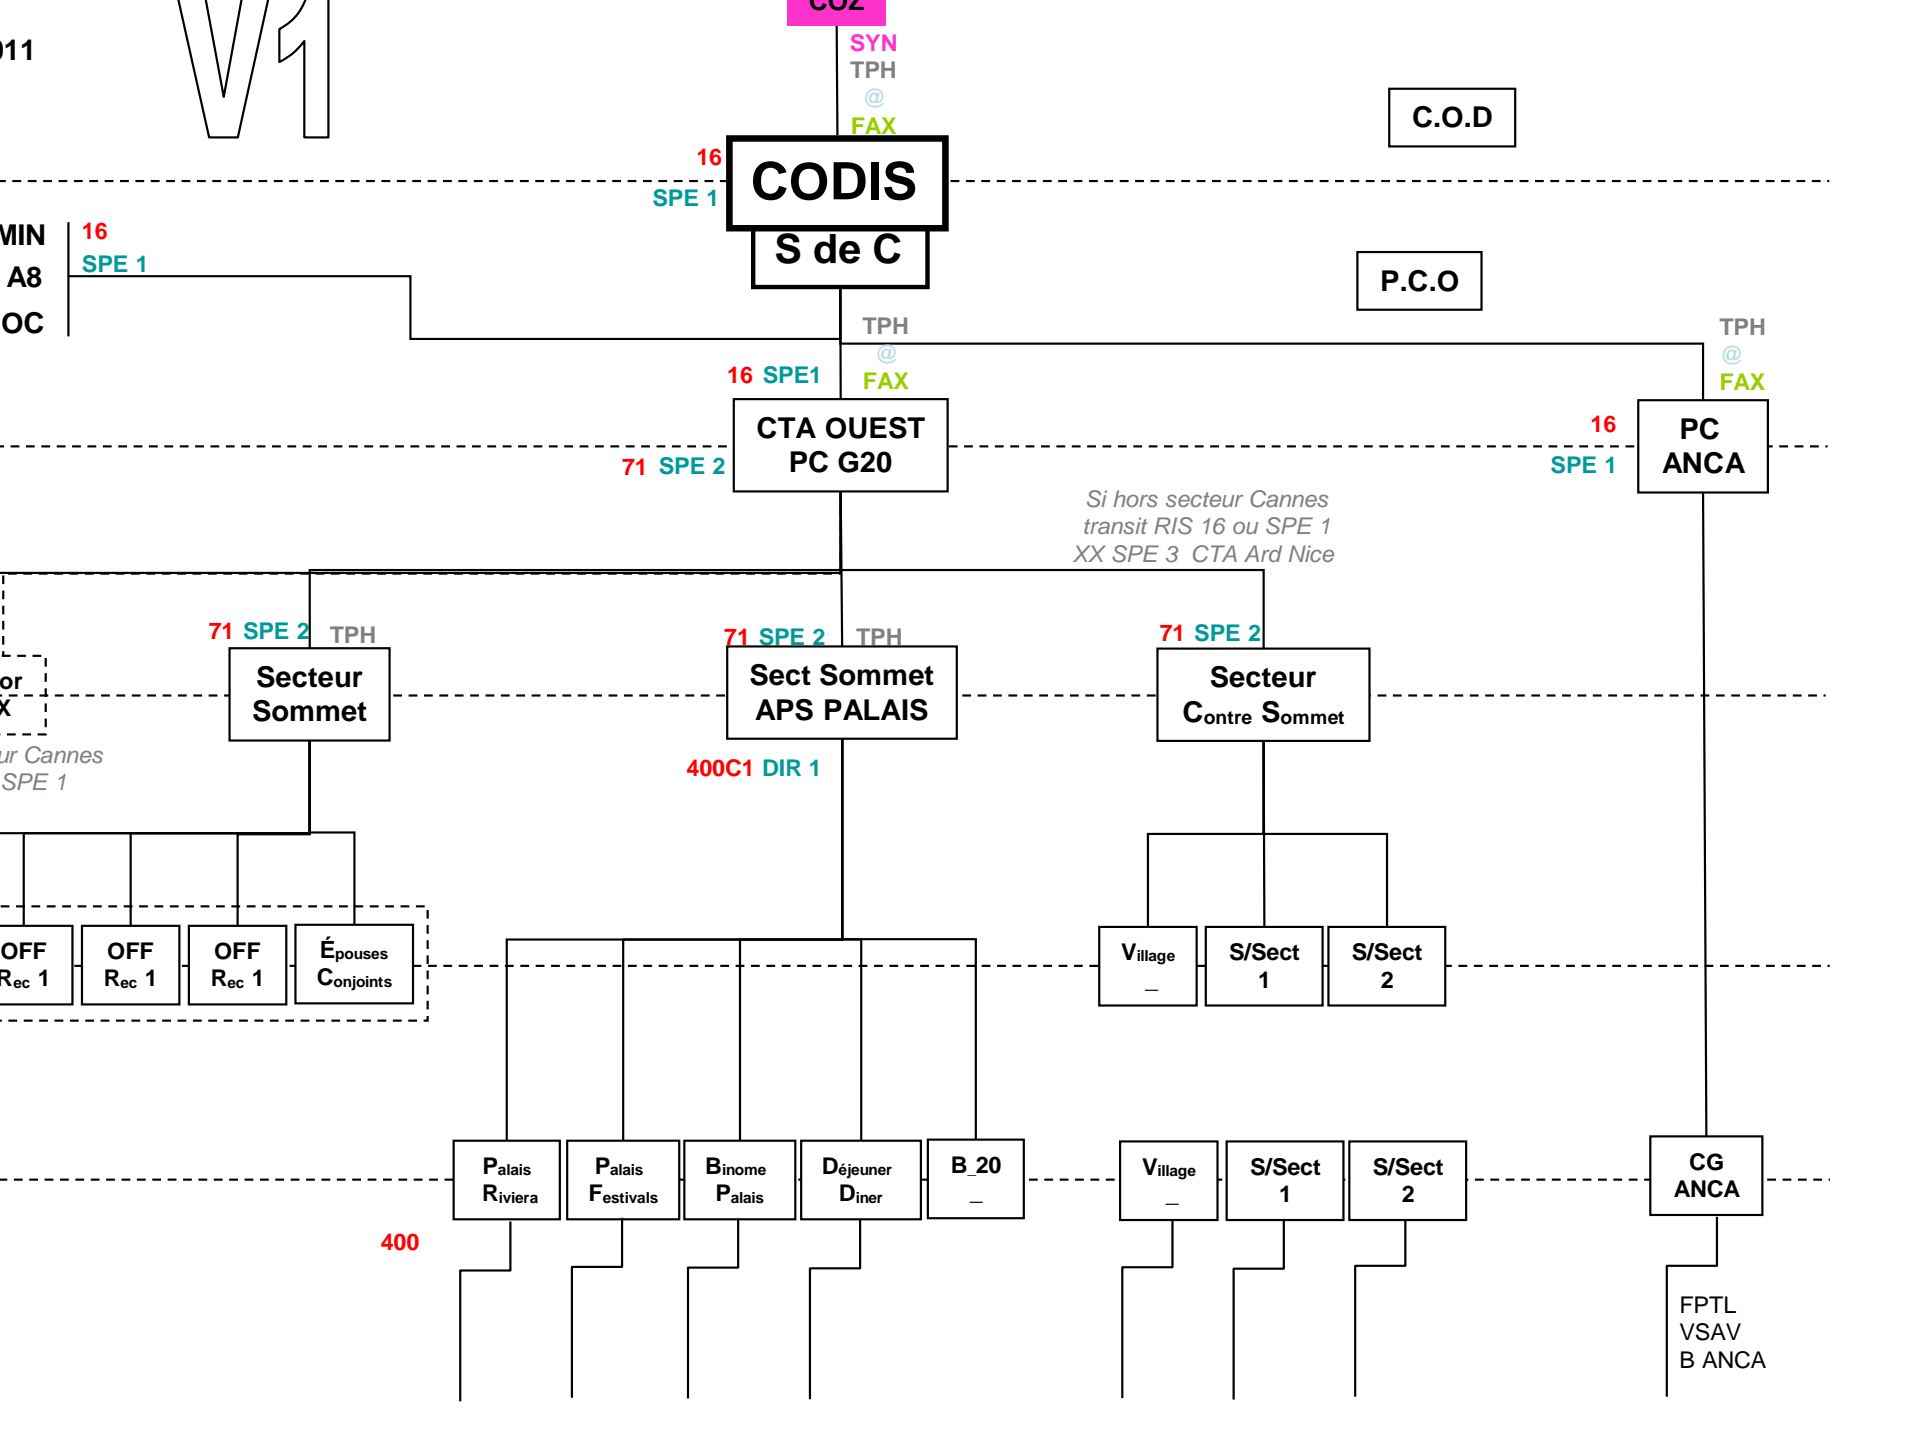 COZ
011
V1
SYN
TPH
@
FAX
C.O.D
16
SPE 1
CODIS
S de C
MIN
A8
OC
16
SPE 1
P.C.O
TPH
@
FAX
TPH
@
FAX
16 SPE1
CTA OUEST
PC G20
71 SPE 2
16
SPE 1
PC
ANCA
Si hors secteur Cannes
transit RIS 16 ou SPE 1
XX SPE 3 CTA Ard Nice
71 SPE 2 TPH
71 SPE 2 TPH
71 SPE 2
or
X
Secteur
Sommet
Sect Sommet
APS PALAIS
Secteur
Contre Sommet
ur Cannes
SPE 1
400C1 DIR 1
OFF
Rec 1
OFF
Rec 1
OFF
Rec 1
Épouses
Conjoints
Village
_
S/Sect
1
S/Sect
2
Palais
Riviera
Palais
Festivals
Binome
Palais
Déjeuner
Diner
B_20
_
Village
_
S/Sect
1
S/Sect
2
CG
ANCA
400
FPTL
VSAV
B ANCA